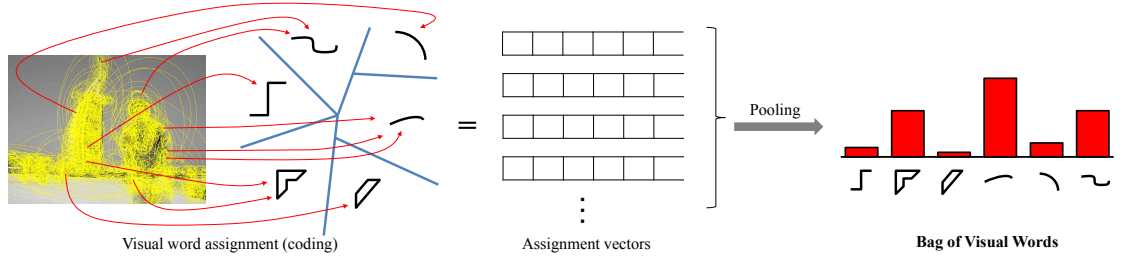 =
Pooling
⋮
Visual word assignment (coding)
Assignment vectors
Bag of Visual Words